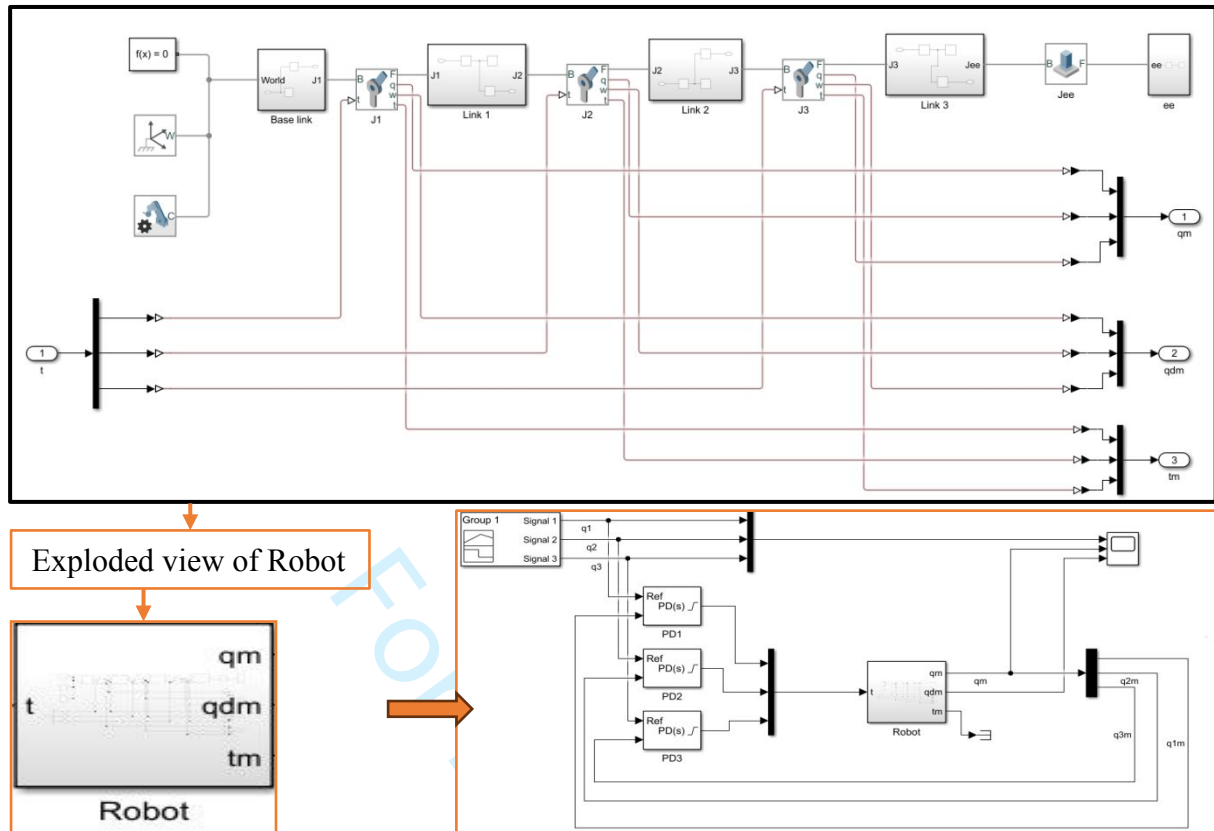 f(x) = 0
World J1
Base link
W
C
B F
q
w
t t
J1
J1 J2
Link 1
B F
q
w
t t
J2
J2 J3
Link 2
B F
q
w
t t
J3
J3 Jee
Link 3
B F
Jee
ee
ee
1
qm
1
t
2
qdm
3
tm
Exploded view of Robot
t
qm
qdm
tm
Robot
Group 1
Signal 1
Signal 2
Signal 3
q1
q2
q3
Ref
PD(s)
PD1
Ref
PD(s)
PD2
Ref
PD(s)
PD3
t
qm
qdm
tm
Robot
qm
q2m
q3m
q1m
For